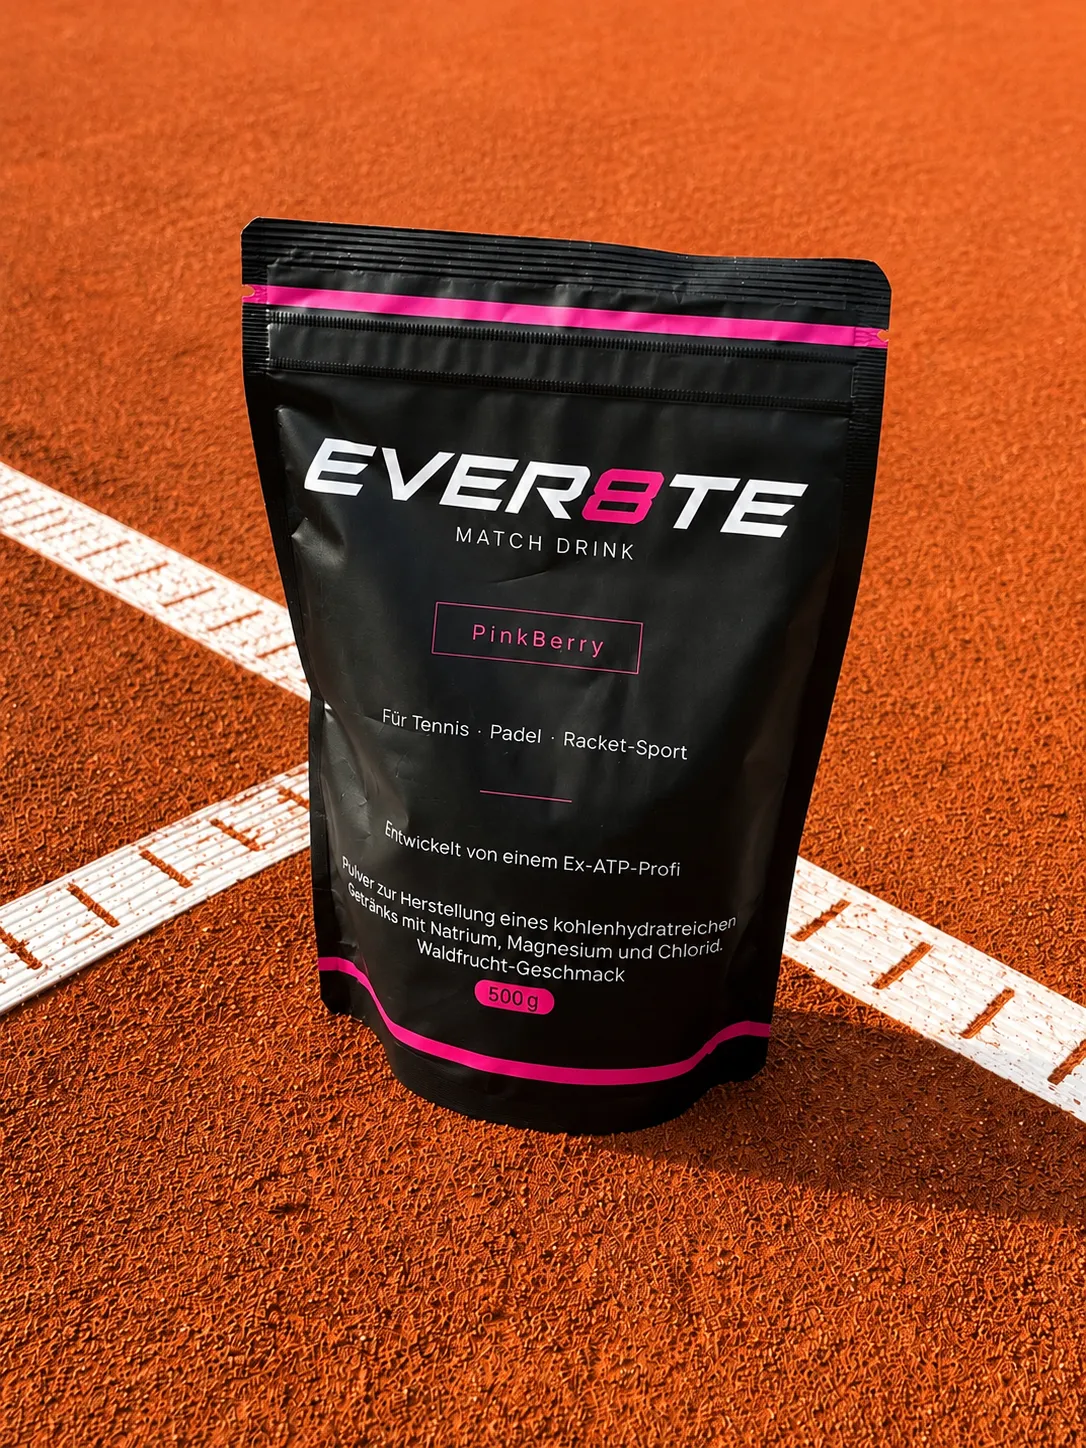 EVER8TE
MATCH DRINK
PinkBerry
Für Tennis · Padel · Racket-Sport
Entwickelt von einem Ex-ATP-Profi
Pulver zur Herstellung eines kohlenhydratreichen
Getränks mit Natrium, Magnesium und Chlorid.
Waldfrucht-Geschmack
500 g